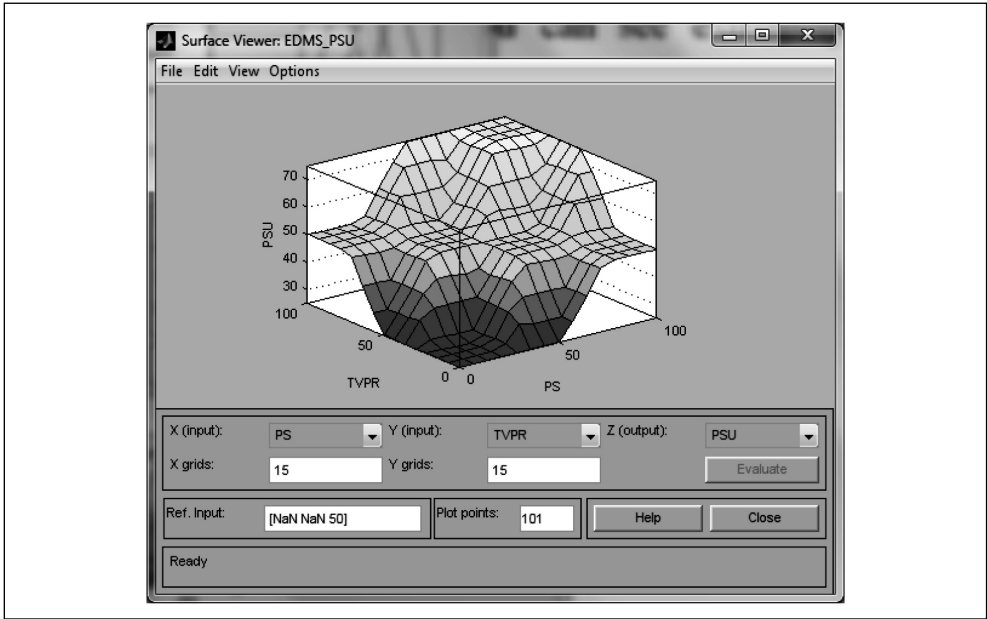 Surface Viewer: EDMS_PSU
File Edit View Options
70
60
50
40
30
PSU
100
50
0
TVPR
0
50
100
PS
X (input): PS Y (input): TVPR Z (output): PSU
X grids: 15 Y grids: 15 Evaluate
Ref. Input: [NaN NaN 50] Plot points: 101 Help Close
Ready